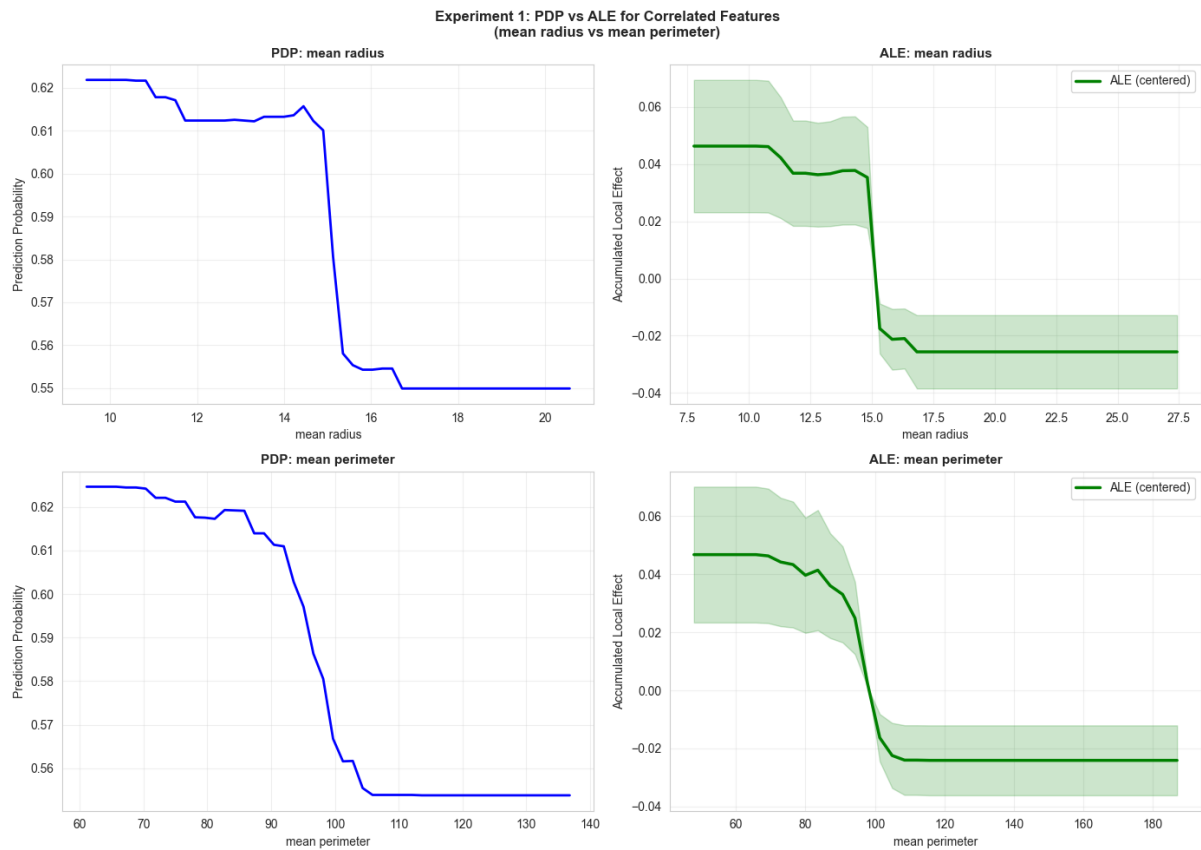 Experiment 1: PDP vs ALE for Correlated Features
(mean radius vs mean perimeter)
PDP: mean radius
Prediction Probability
0.62
0.61
0.60
0.59
0.58
0.57
0.56
0.55
10 12 14 16 18 20
mean radius
ALE: mean radius
ALE (centered)
Accumulated Local Effect
0.06
0.04
0.02
0.00
−0.02
−0.04
7.5 10.0 12.5 15.0 17.5 20.0 22.5 25.0 27.5
mean radius
PDP: mean perimeter
Prediction Probability
0.62
0.61
0.60
0.59
0.58
0.57
0.56
60 70 80 90 100 110 120 130 140
mean perimeter
ALE: mean perimeter
ALE (centered)
Accumulated Local Effect
0.06
0.04
0.02
0.00
−0.02
−0.04
60 80 100 120 140 160 180
mean perimeter